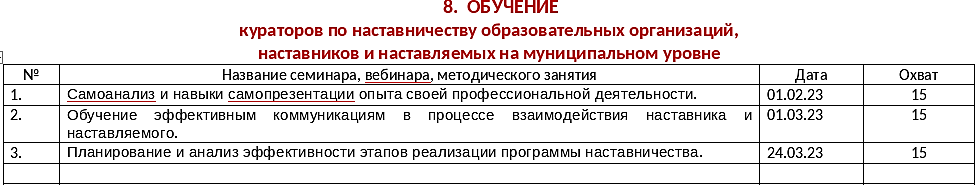 8. ОБУЧЕНИЕ
кураторов по наставничеству образовательных организаций,
наставников и наставляемых на муниципальном уровне
№ Название семинара, вебинара, методического занятия Дата Охват
1. Самоанализ и навыки самопрезентации опыта своей профессиональной деятельности. 01.02.23 15
2. Обучение эффективным коммуникациям в процессе взаимодействия наставника и 01.03.23 15
наставляемого.
3. Планирование и анализ эффективности этапов реализации программы наставничества. 24.03.23 15